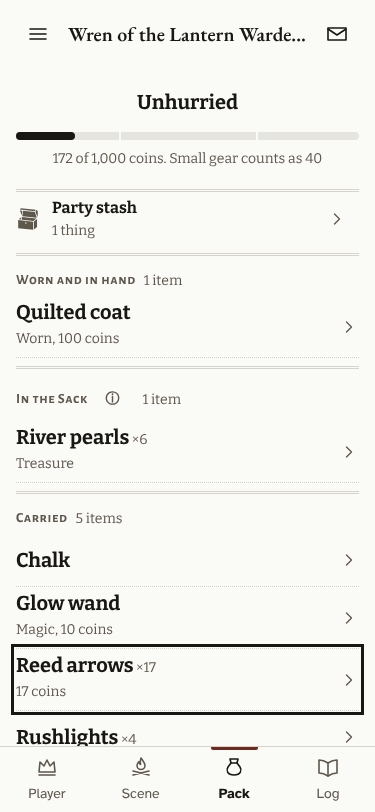 Wren of the Lantern Warde...
Unhurried
172 of 1,000 coins. Small gear counts as 40
Party stash
1 thing
WORN AND IN HAND 1 item
Quilted coat
Worn, 100 coins
IN THE SACK 1 item
River pearls ×6
Treasure
CARRIED 5 items
Chalk
Glow wand
Magic, 10 coins
Reed arrows ×17
17 coins
Rushlights ×4
Player Scene Pack Log